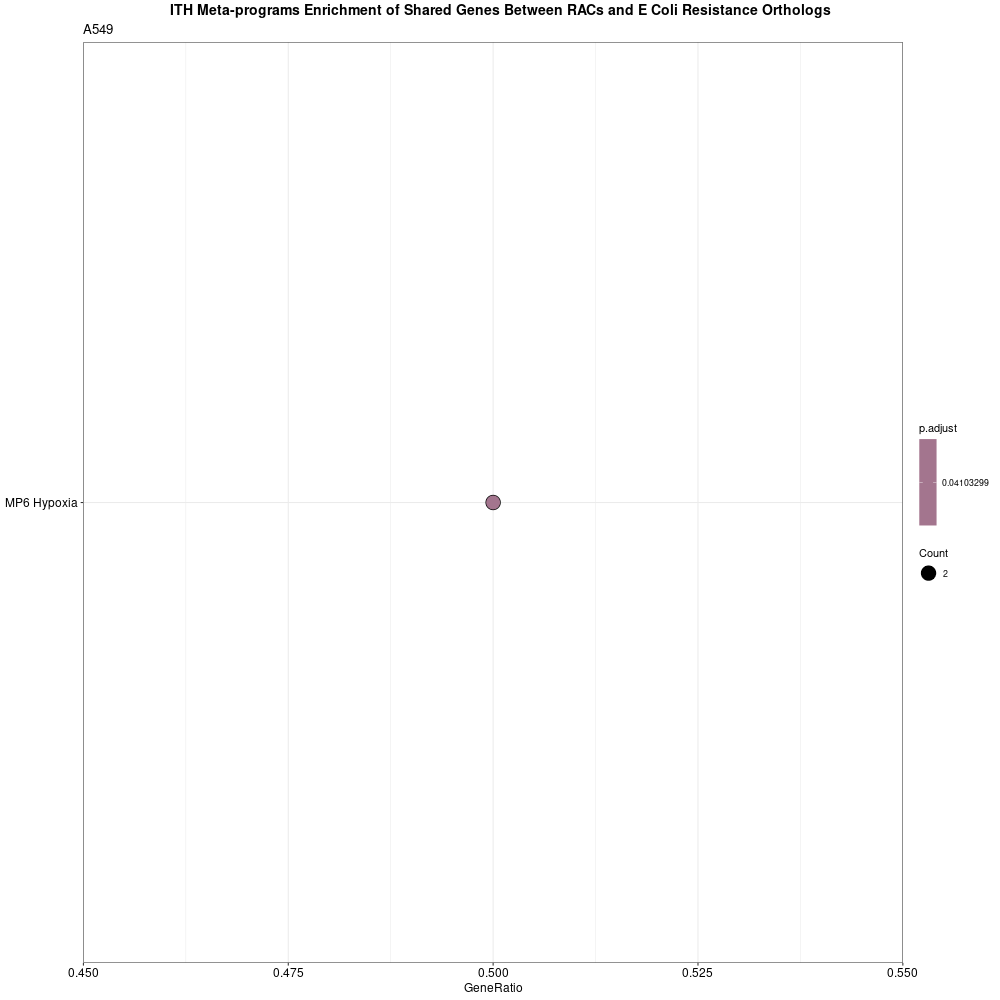 ITH Meta-programs Enrichment of Shared Genes Between RACs and E Coli Resistance Orthologs
A549
MP6 Hypoxia
p.adjust
0.04103299
Count
2
0.450
0.475
0.500
0.525
0.550
GeneRatio